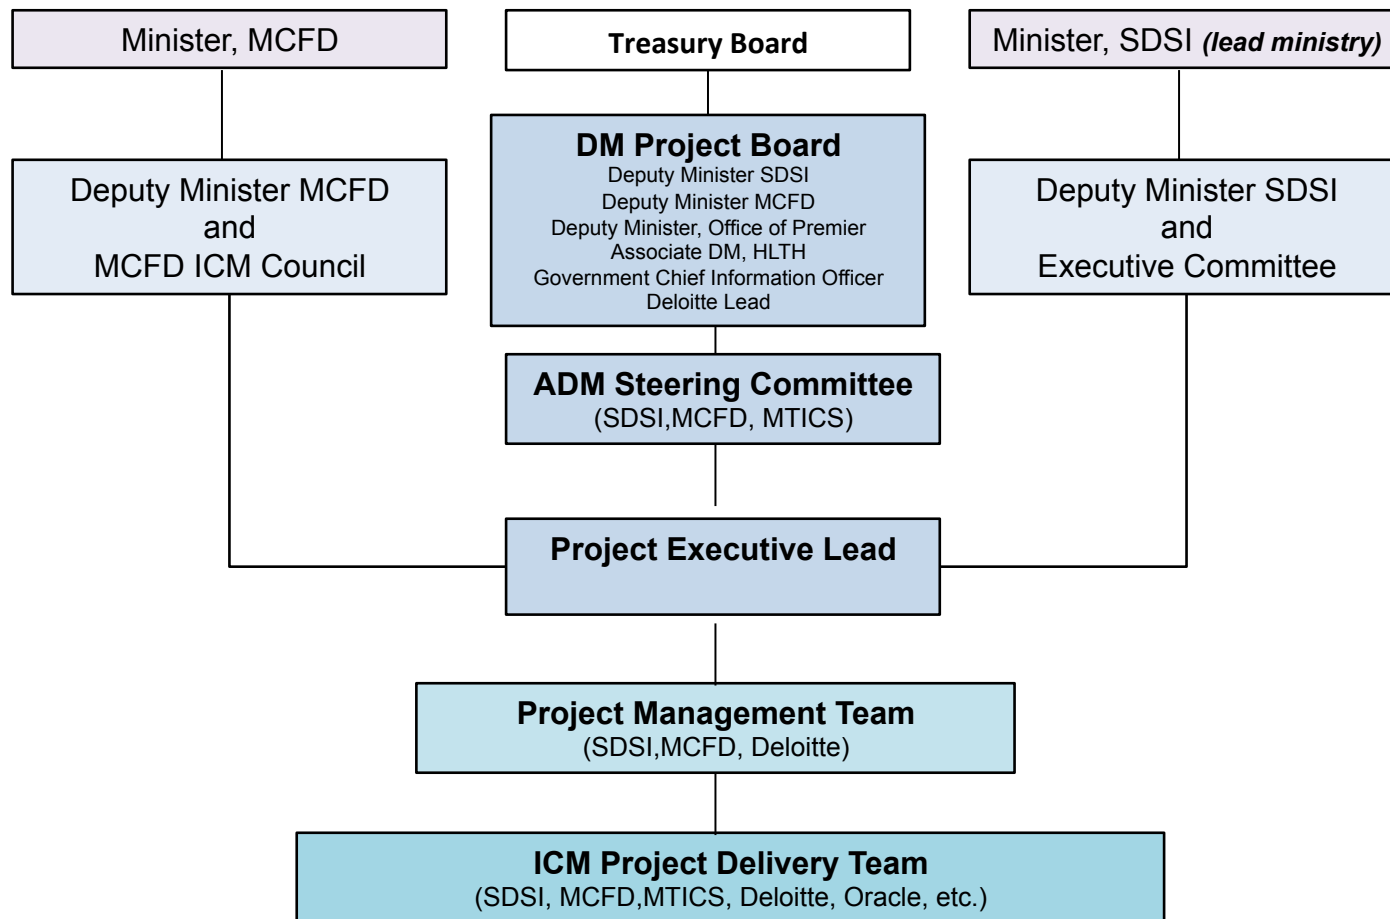 Minister, MCFD
Treasury Board
Minister, SDSI (lead ministry)
DM Project Board
Deputy Minister SDSI
Deputy Minister MCFD
Deputy Minister, Office of Premier
Associate DM, HLTH
Government Chief Information Officer
Deloitte Lead
Deputy Minister MCFD
and
MCFD ICM Council
Deputy Minister SDSI
and
Executive Committee
ADM Steering Committee
(SDSI,MCFD, MTICS)
Project Executive Lead
Project Management Team
(SDSI,MCFD, Deloitte)
ICM Project Delivery Team
(SDSI, MCFD,MTICS, Deloitte, Oracle, etc.)